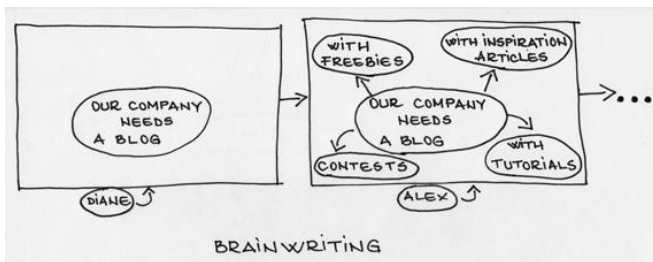 OUR COMPANY
NEEDS
A BLOG
DIANE
WITH
FREEBIES
WITH INSPIRATION
ARTICLES
OUR COMPANY
NEEDS
A BLOG
CONTESTS
WITH
TUTORIALS
ALEX
BRAINWRITING